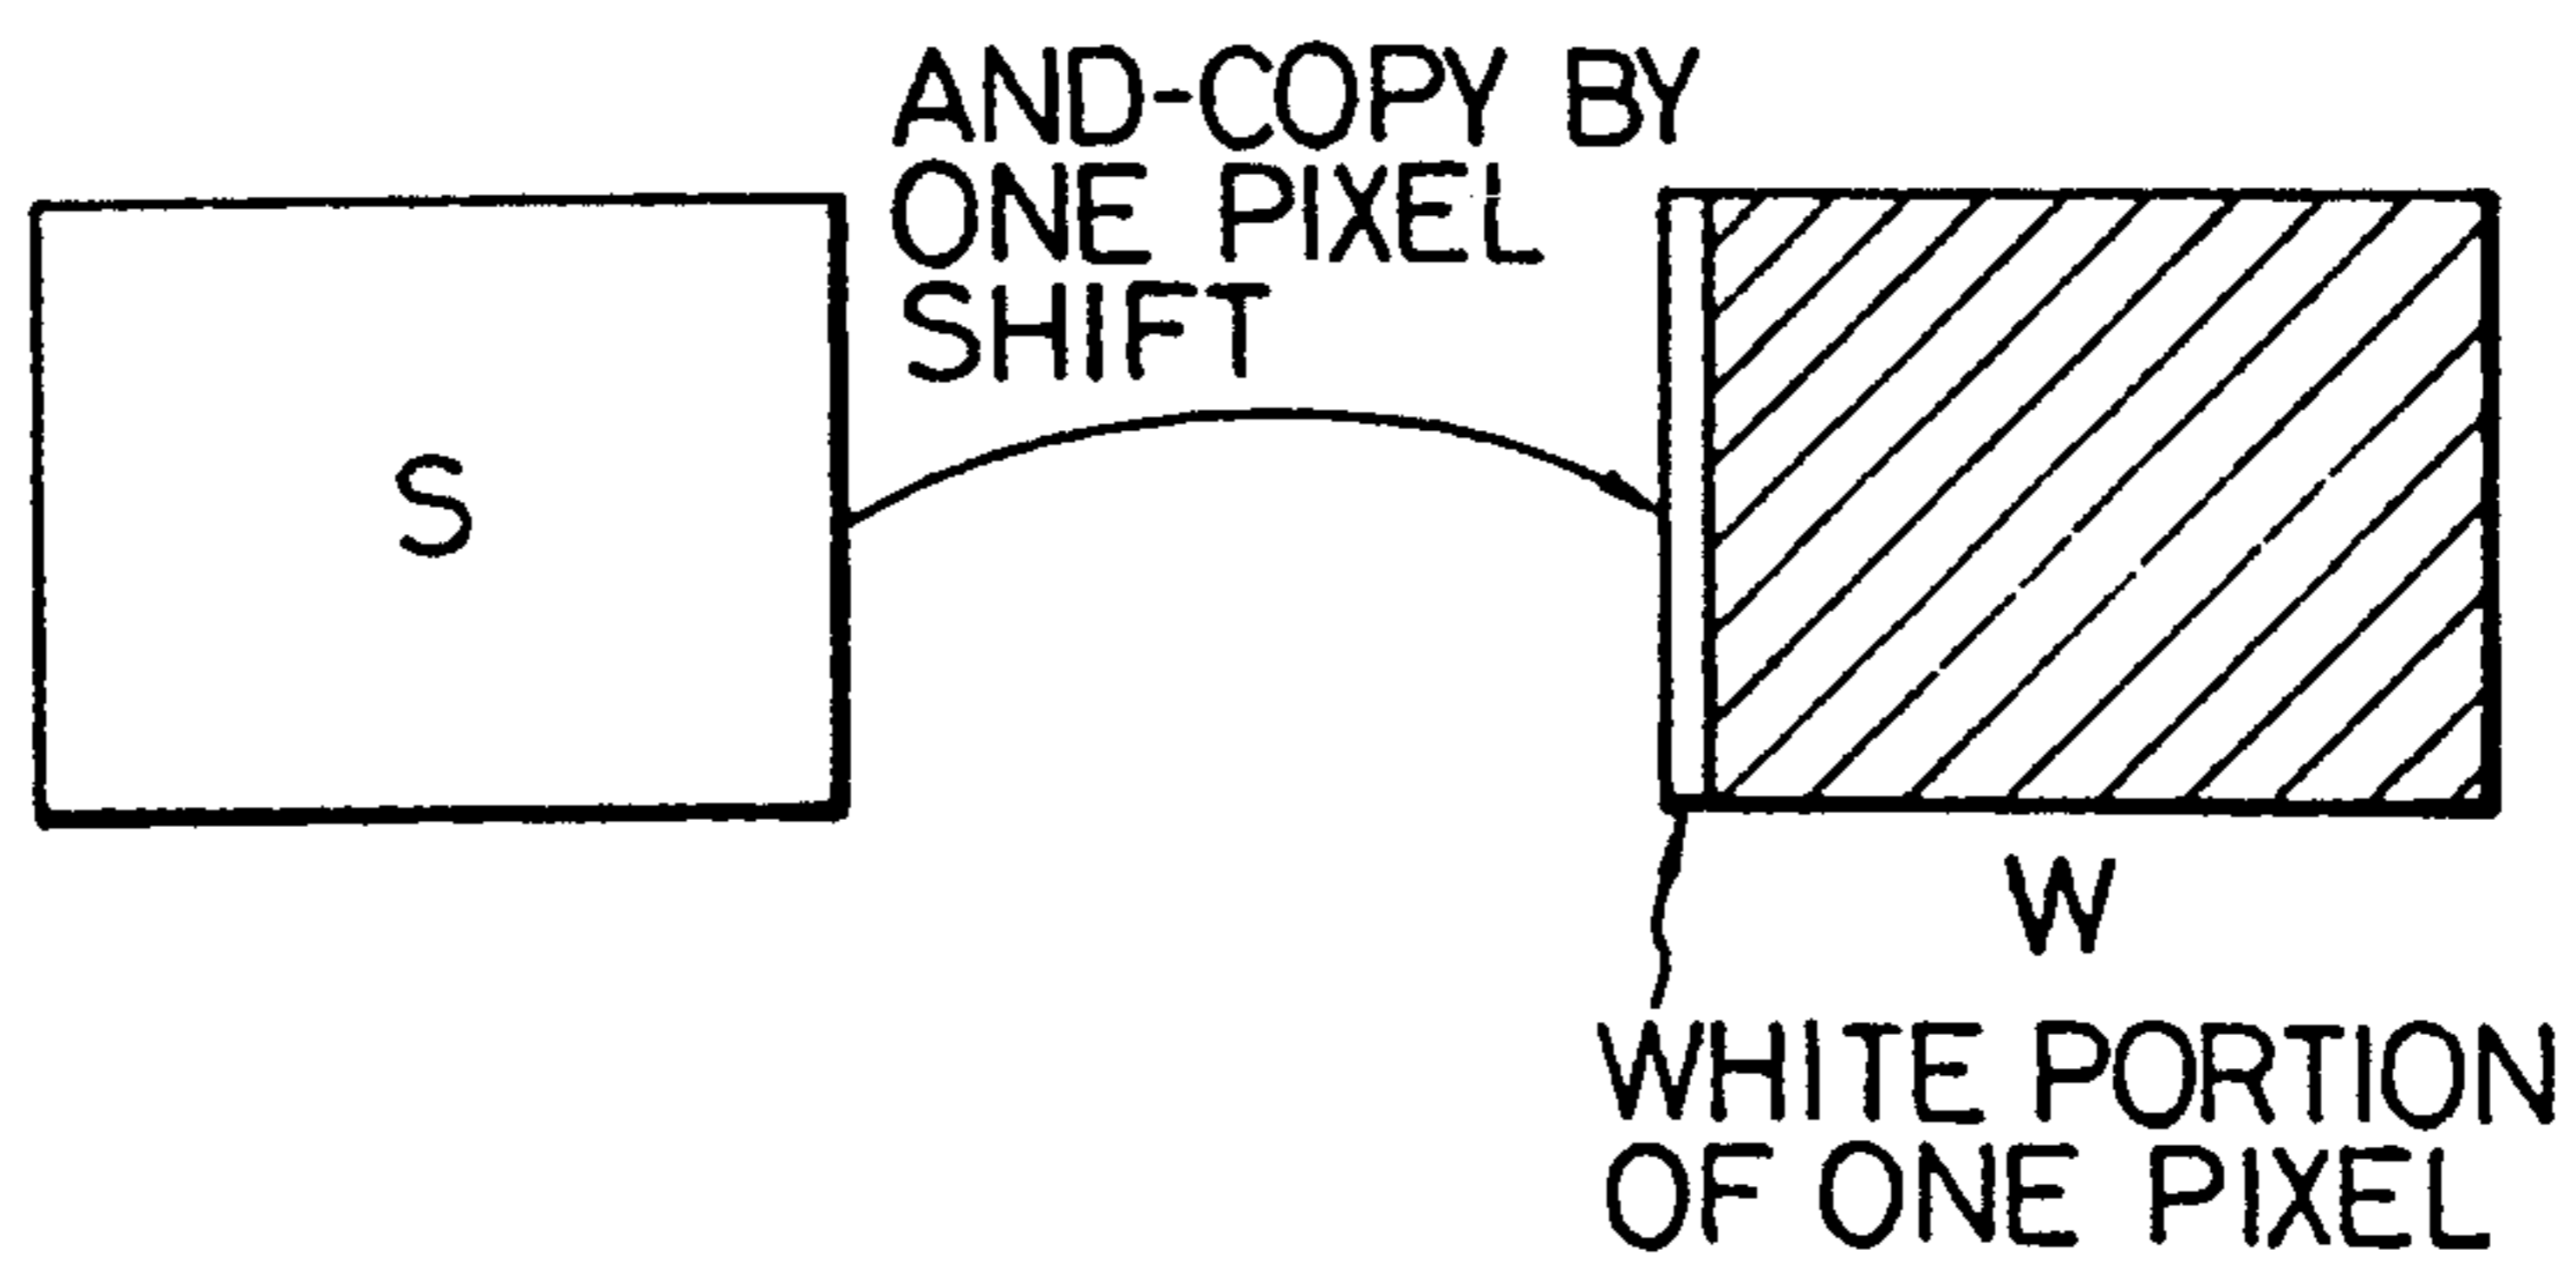 AND-COPY BY
ONE PIXEL
SHIFT
S
W
WHITE PORTION
OF ONE PIXEL